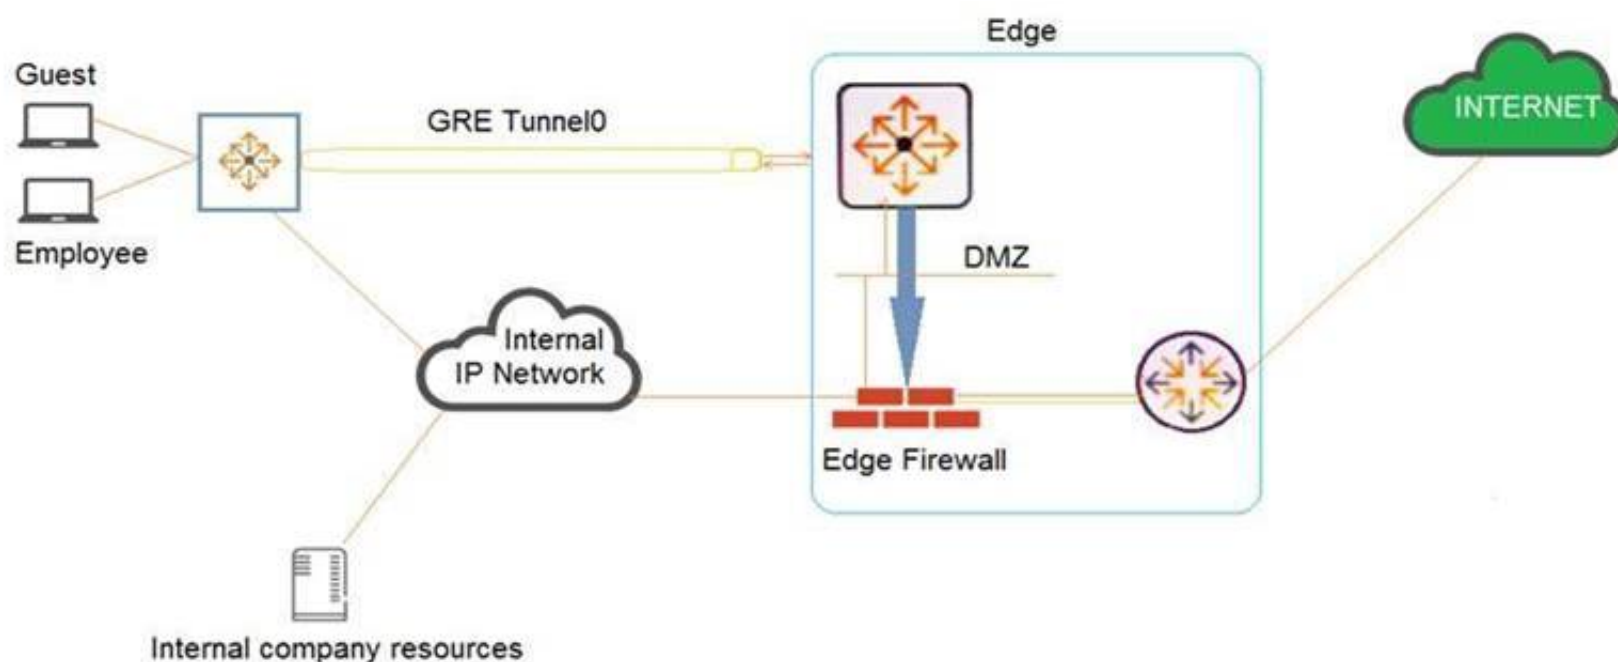 Edge
Guest
GRE Tunnel0
INTERNET
Employee
DMZ
Internal
IP Network
Edge Firewall
Internal company resources